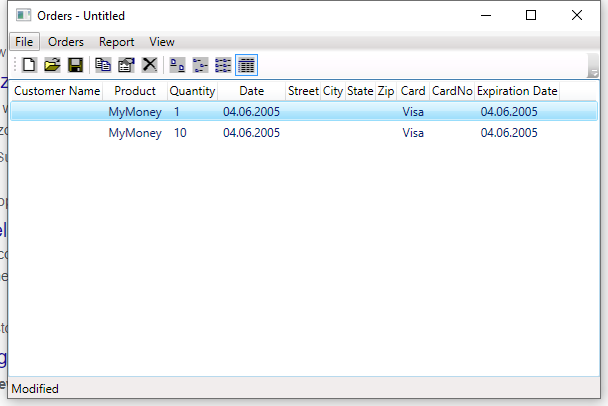 Orders - Untitled
File Orders Report View
Customer Name Product Quantity Date Street City State Zip Card CardNo Expiration Date
MyMoney 1 04.06.2005 Visa 04.06.2005
MyMoney 10 04.06.2005 Visa 04.06.2005
Modified